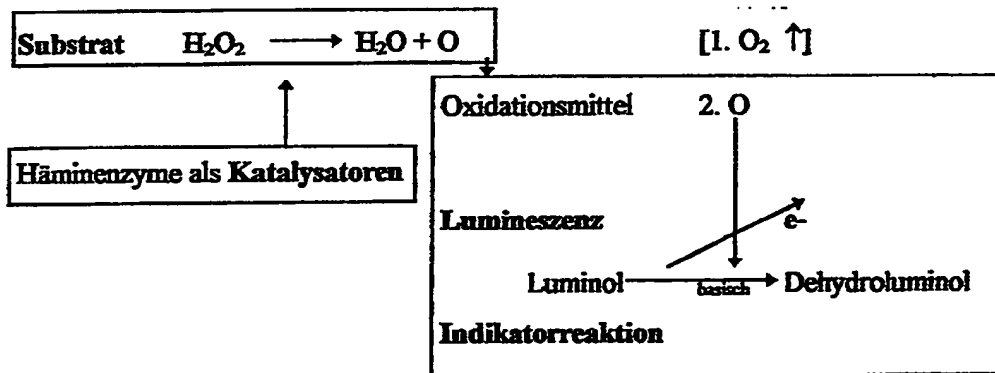 Substrat H₂O₂ ⟶ H₂O + O [1. O₂ ↑]
Oxidationsmittel 2. O
Häminenzyme als Katalysatoren
Lumineszenz e-
Luminol basisch Dehydroluminol
Indikatorreaktion